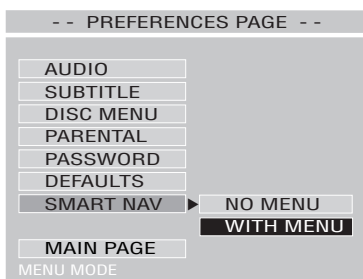 - - PREFERENCES PAGE - -
AUDIO
SUBTITLE
DISC MENU
PARENTAL
PASSWORD
DEFAULTS
SMART NAV
NO MENU
WITH MENU
MAIN PAGE
MENU MODE